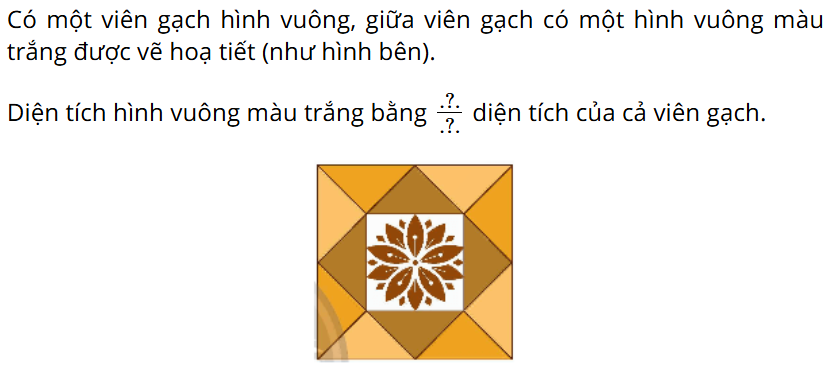 Có một viên gạch hình vuông, giữa viên gạch có một hình vuông màu
trắng được vẽ hoạ tiết (như hình bên).
Diện tích hình vuông màu trắng bằng .?./.?. diện tích của cả viên gạch.